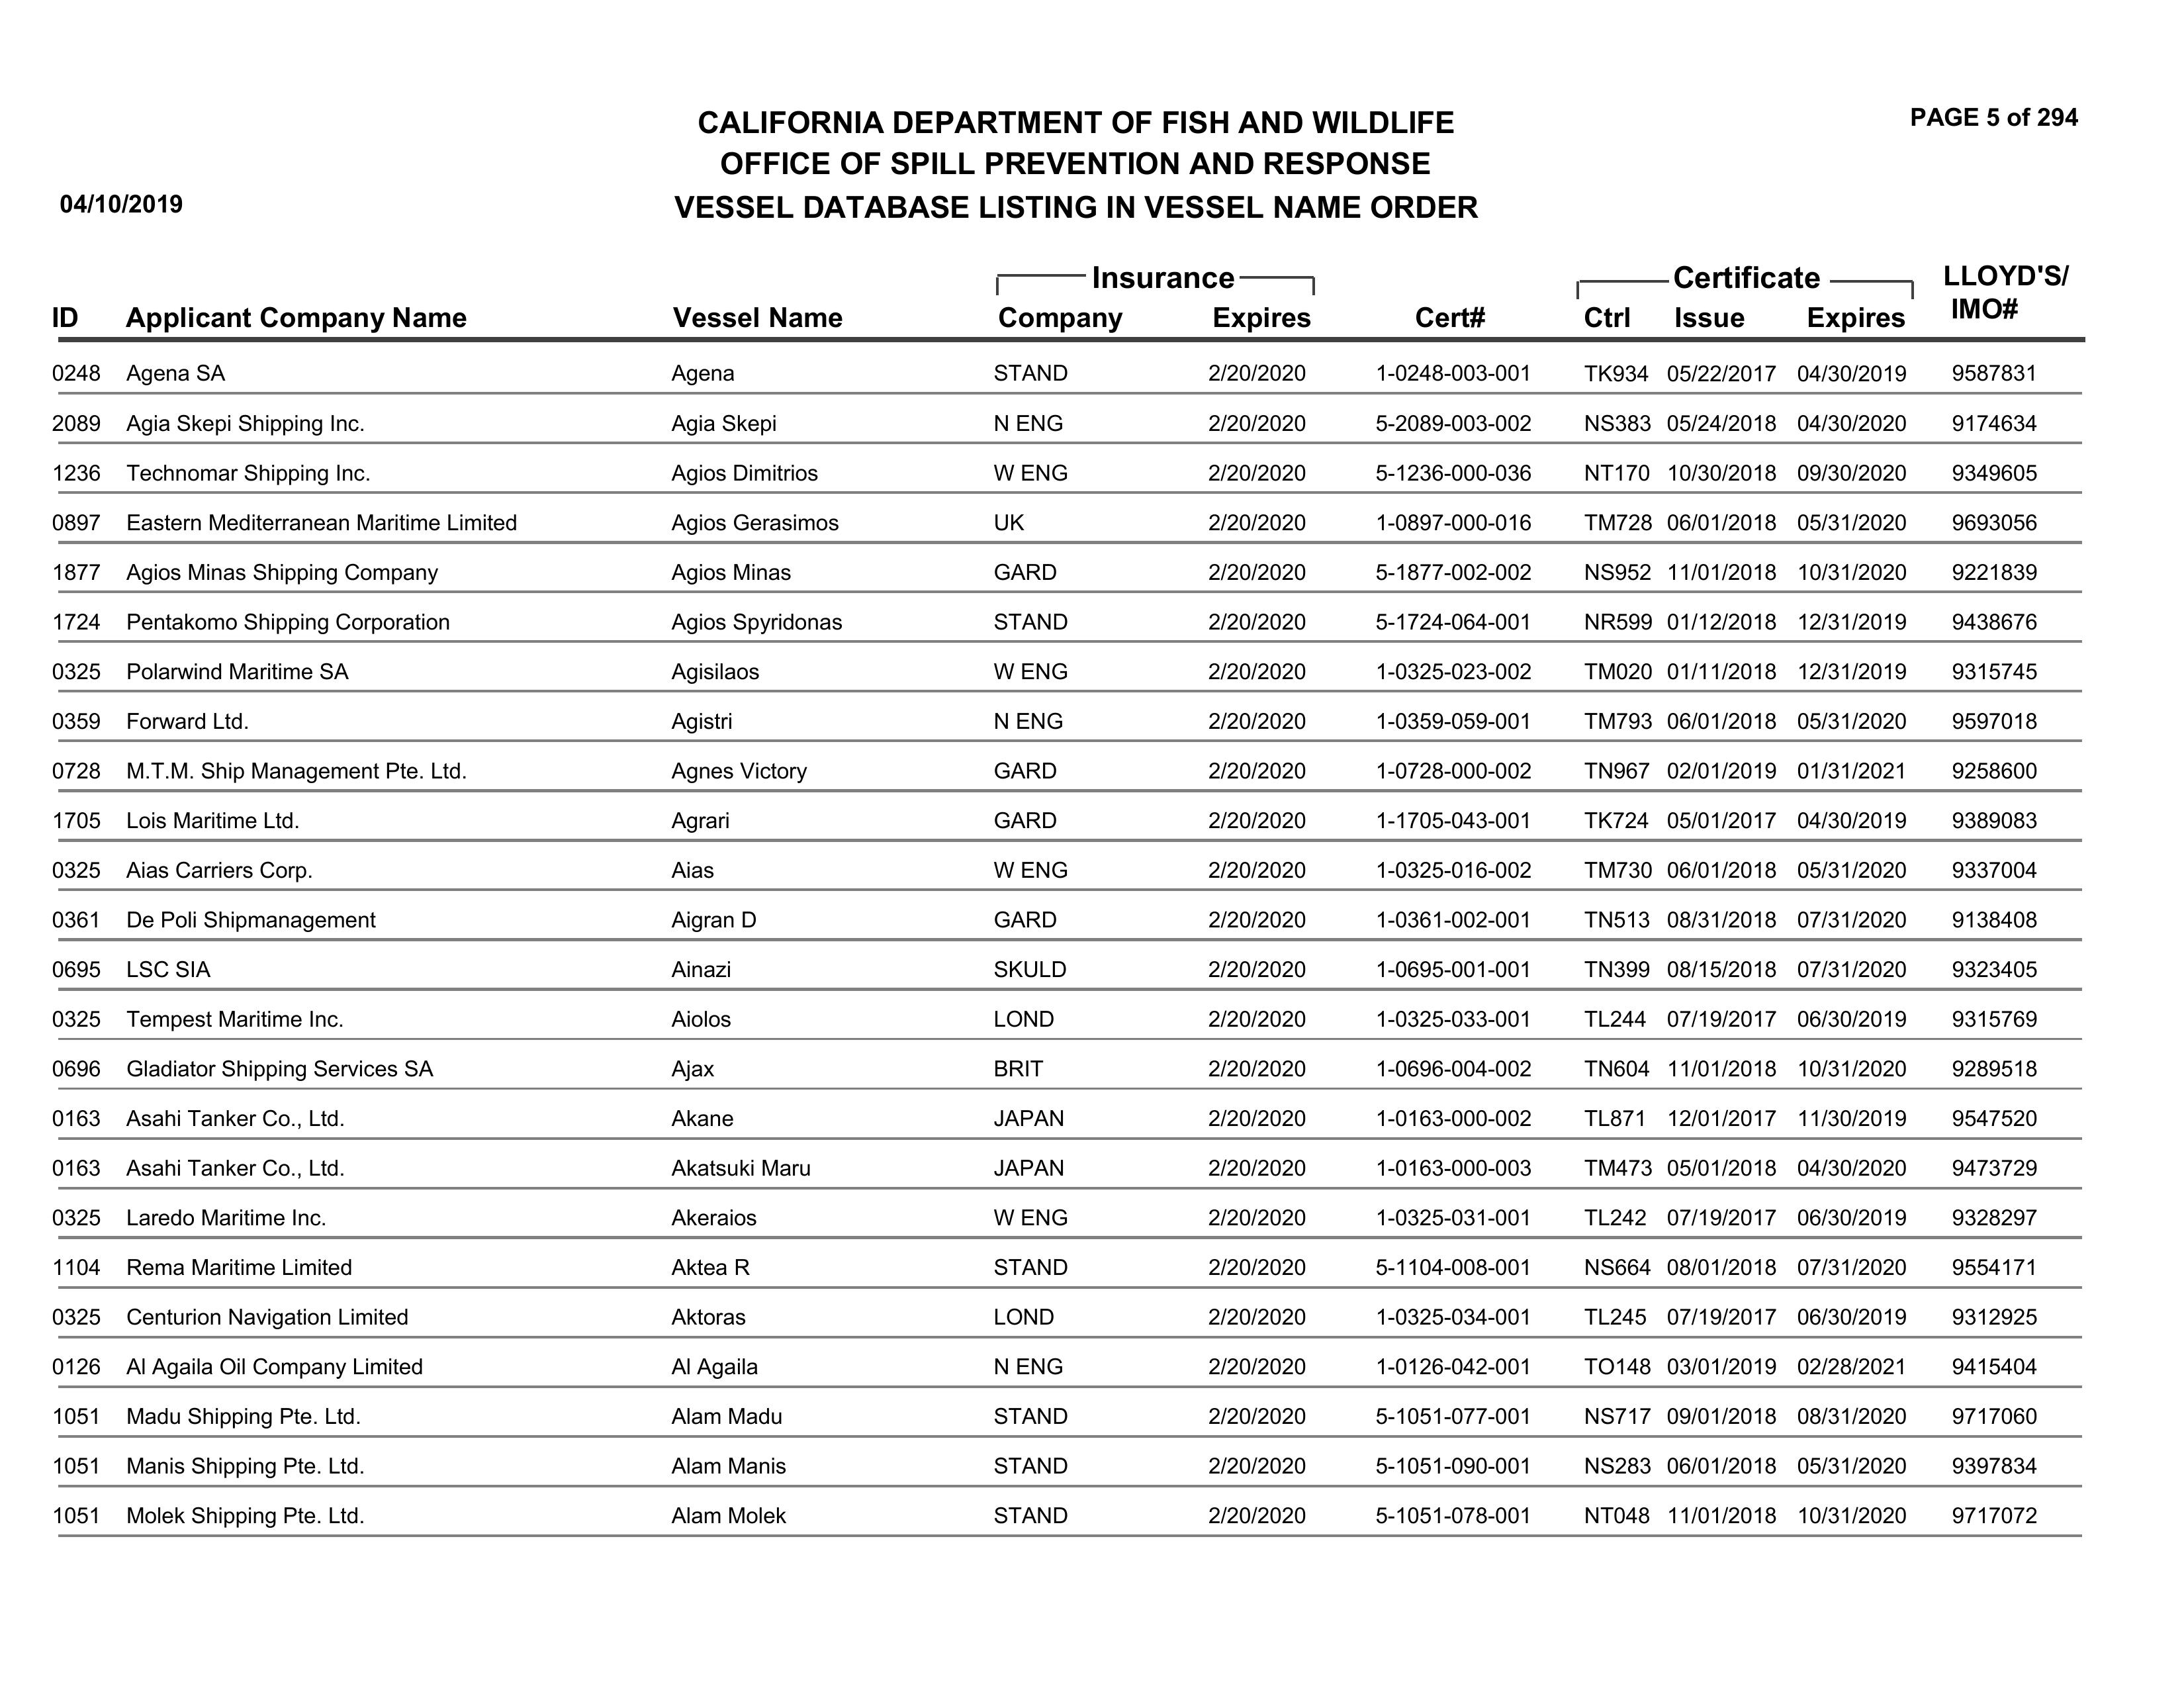 PAGE 5 of 294
CALIFORNIA DEPARTMENT OF FISH AND WILDLIFE
OFFICE OF SPILL PREVENTION AND RESPONSE
04/10/2019 VESSEL DATABASE LISTING IN VESSEL NAME ORDER
Insurance Certificate LLOYD'S/
ID Applicant Company Name Vessel Name Company Expires Cert# Ctrl Issue Expires IMO#
0248 Agena SA Agena STAND 2/20/2020 1-0248-003-001 TK934 05/22/2017 04/30/2019 9587831
2089 Agia Skepi Shipping Inc. Agia Skepi N ENG 2/20/2020 5-2089-003-002 NS383 05/24/2018 04/30/2020 9174634
1236 Technomar Shipping Inc. Agios Dimitrios W ENG 2/20/2020 5-1236-000-036 NT170 10/30/2018 09/30/2020 9349605
0897 Eastern Mediterranean Maritime Limited Agios Gerasimos UK 2/20/2020 1-0897-000-016 TM728 06/01/2018 05/31/2020 9693056
1877 Agios Minas Shipping Company Agios Minas GARD 2/20/2020 5-1877-002-002 NS952 11/01/2018 10/31/2020 9221839
1724 Pentakomo Shipping Corporation Agios Spyridonas STAND 2/20/2020 5-1724-064-001 NR599 01/12/2018 12/31/2019 9438676
0325 Polarwind Maritime SA Agisilaos W ENG 2/20/2020 1-0325-023-002 TM020 01/11/2018 12/31/2019 9315745
0359 Forward Ltd. Agistri N ENG 2/20/2020 1-0359-059-001 TM793 06/01/2018 05/31/2020 9597018
0728 M.T.M. Ship Management Pte. Ltd. Agnes Victory GARD 2/20/2020 1-0728-000-002 TN967 02/01/2019 01/31/2021 9258600
1705 Lois Maritime Ltd. Agrari GARD 2/20/2020 1-1705-043-001 TK724 05/01/2017 04/30/2019 9389083
0325 Aias Carriers Corp. Aias W ENG 2/20/2020 1-0325-016-002 TM730 06/01/2018 05/31/2020 9337004
0361 De Poli Shipmanagement Aigran D GARD 2/20/2020 1-0361-002-001 TN513 08/31/2018 07/31/2020 9138408
0695 LSC SIA Ainazi SKULD 2/20/2020 1-0695-001-001 TN399 08/15/2018 07/31/2020 9323405
0325 Tempest Maritime Inc. Aiolos LOND 2/20/2020 1-0325-033-001 TL244 07/19/2017 06/30/2019 9315769
0696 Gladiator Shipping Services SA Ajax BRIT 2/20/2020 1-0696-004-002 TN604 11/01/2018 10/31/2020 9289518
0163 Asahi Tanker Co., Ltd. Akane JAPAN 2/20/2020 1-0163-000-002 TL871 12/01/2017 11/30/2019 9547520
0163 Asahi Tanker Co., Ltd. Akatsuki Maru JAPAN 2/20/2020 1-0163-000-003 TM473 05/01/2018 04/30/2020 9473729
0325 Laredo Maritime Inc. Akeraios W ENG 2/20/2020 1-0325-031-001 TL242 07/19/2017 06/30/2019 9328297
1104 Rema Maritime Limited Aktea R STAND 2/20/2020 5-1104-008-001 NS664 08/01/2018 07/31/2020 9554171
0325 Centurion Navigation Limited Aktoras LOND 2/20/2020 1-0325-034-001 TL245 07/19/2017 06/30/2019 9312925
0126 Al Agaila Oil Company Limited Al Agaila N ENG 2/20/2020 1-0126-042-001 TO148 03/01/2019 02/28/2021 9415404
1051 Madu Shipping Pte. Ltd. Alam Madu STAND 2/20/2020 5-1051-077-001 NS717 09/01/2018 08/31/2020 9717060
1051 Manis Shipping Pte. Ltd. Alam Manis STAND 2/20/2020 5-1051-090-001 NS283 06/01/2018 05/31/2020 9397834
1051 Molek Shipping Pte. Ltd. Alam Molek STAND 2/20/2020 5-1051-078-001 NT048 11/01/2018 10/31/2020 9717072